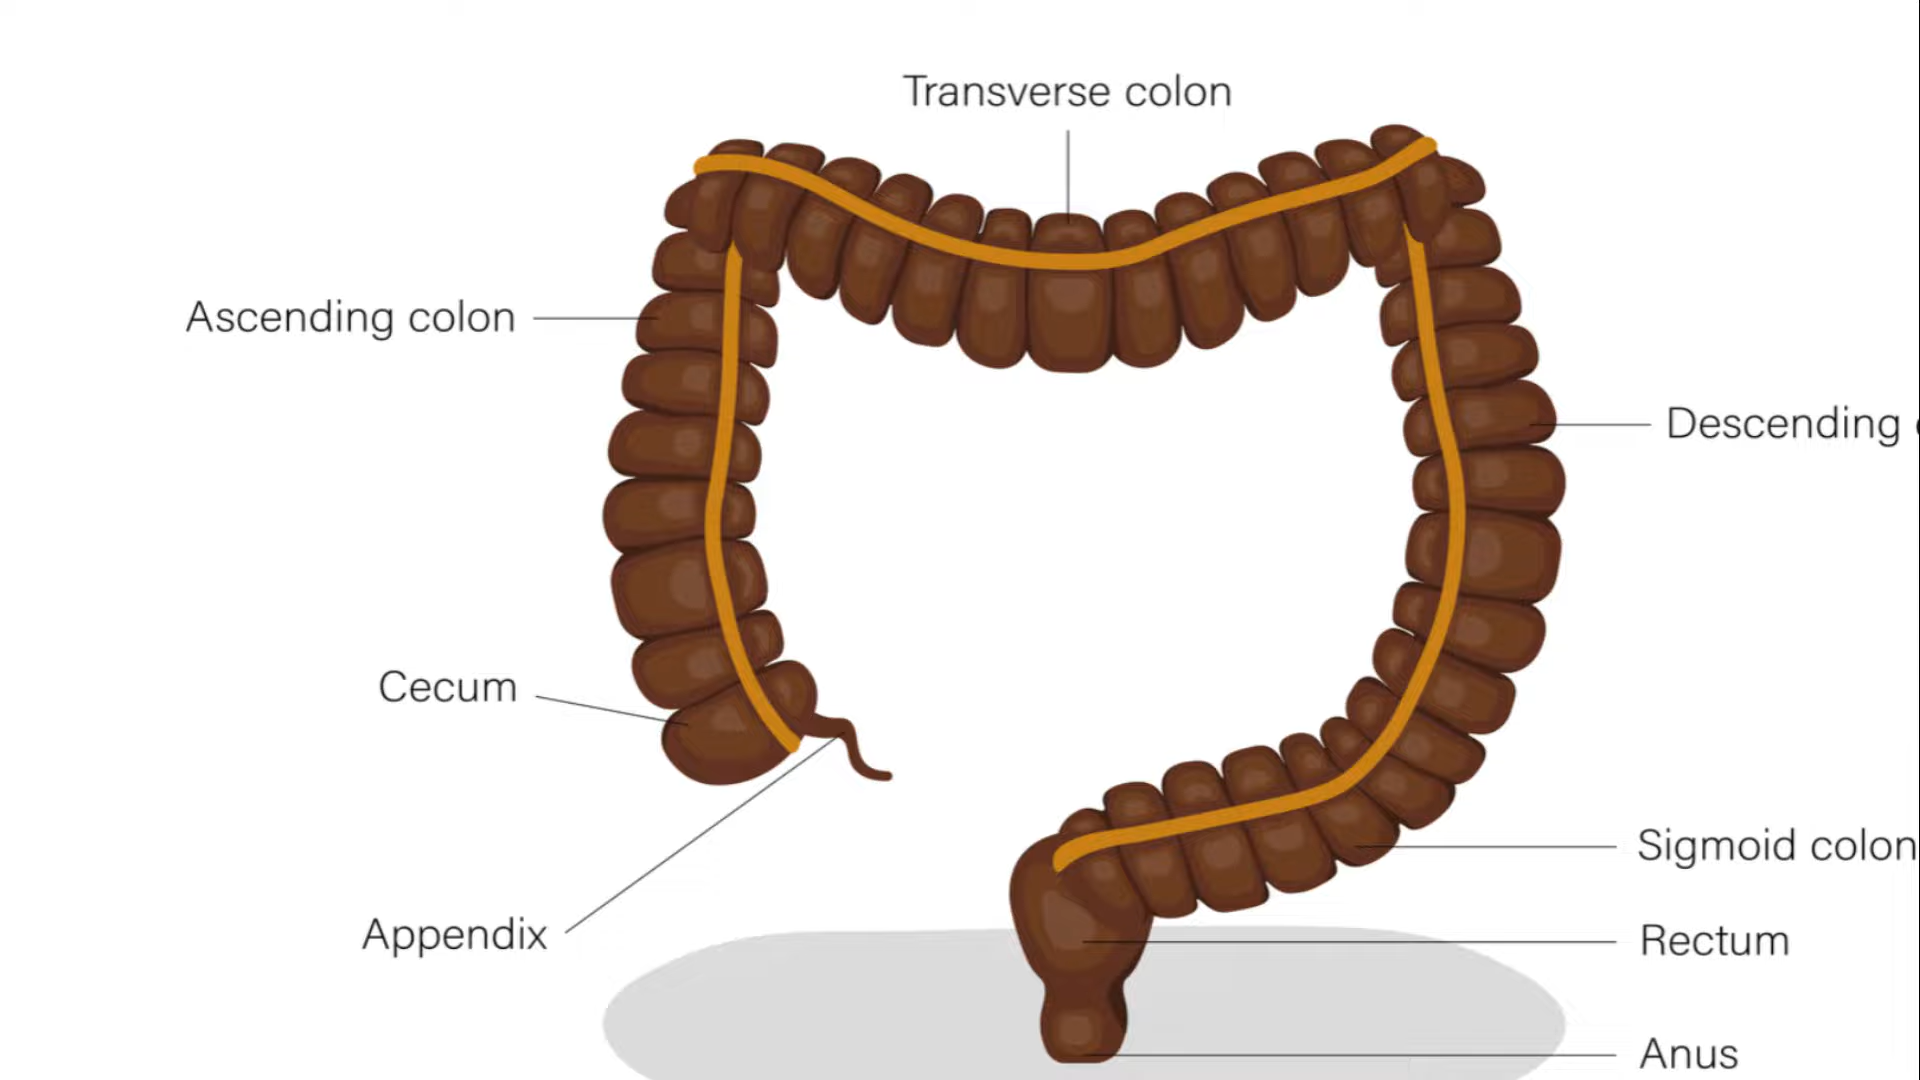 Transverse colon
Ascending colon
Descending
Cecum
Sigmoid colon
Appendix
Rectum
Anus